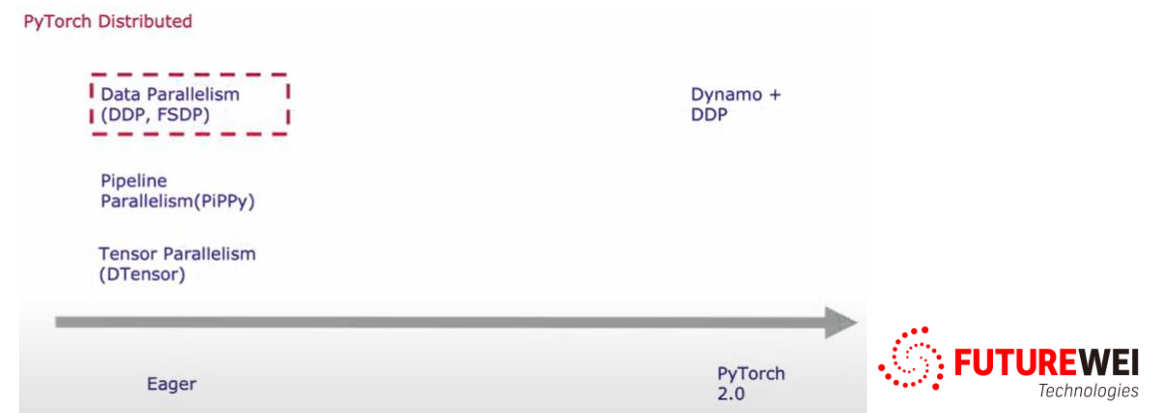 PyTorch Distributed
Data Parallelism
(DDP, FSDP)
Dynamo +
DDP
Pipeline
Parallelism(PiPPy)
Tensor Parallelism
(DTensor)
Eager
PyTorch
2.0
FUTUREWEI
Technologies